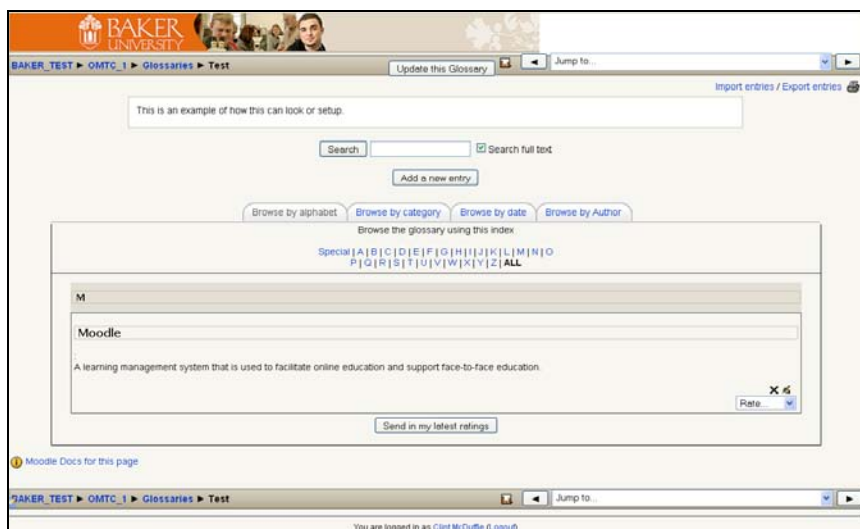 BAKER
UNIVERSITY
BAKER_TEST ► OMTC_1 ► Glossaries ► Test
Update this Glossary
Jump to...
Import entries / Export entries
This is an example of how this can look or setup.
Search
Search full text
Add a new entry
Browse by alphabet Browse by category Browse by date Browse by Author
Browse the glossary using this index
Special | A | B | C | D | E | F | G | H | I | J | K | L | M | N | O
P | Q | R | S | T | U | V | W | X | Y | Z | ALL
M
Moodle
:
A learning management system that is used to facilitate online education and support face-to-face education.
Rate...
Send in my latest ratings
Moodle Docs for this page
BAKER_TEST ► OMTC_1 ► Glossaries ► Test
Jump to...
You are logged in as Clint McDuffie (Logout)